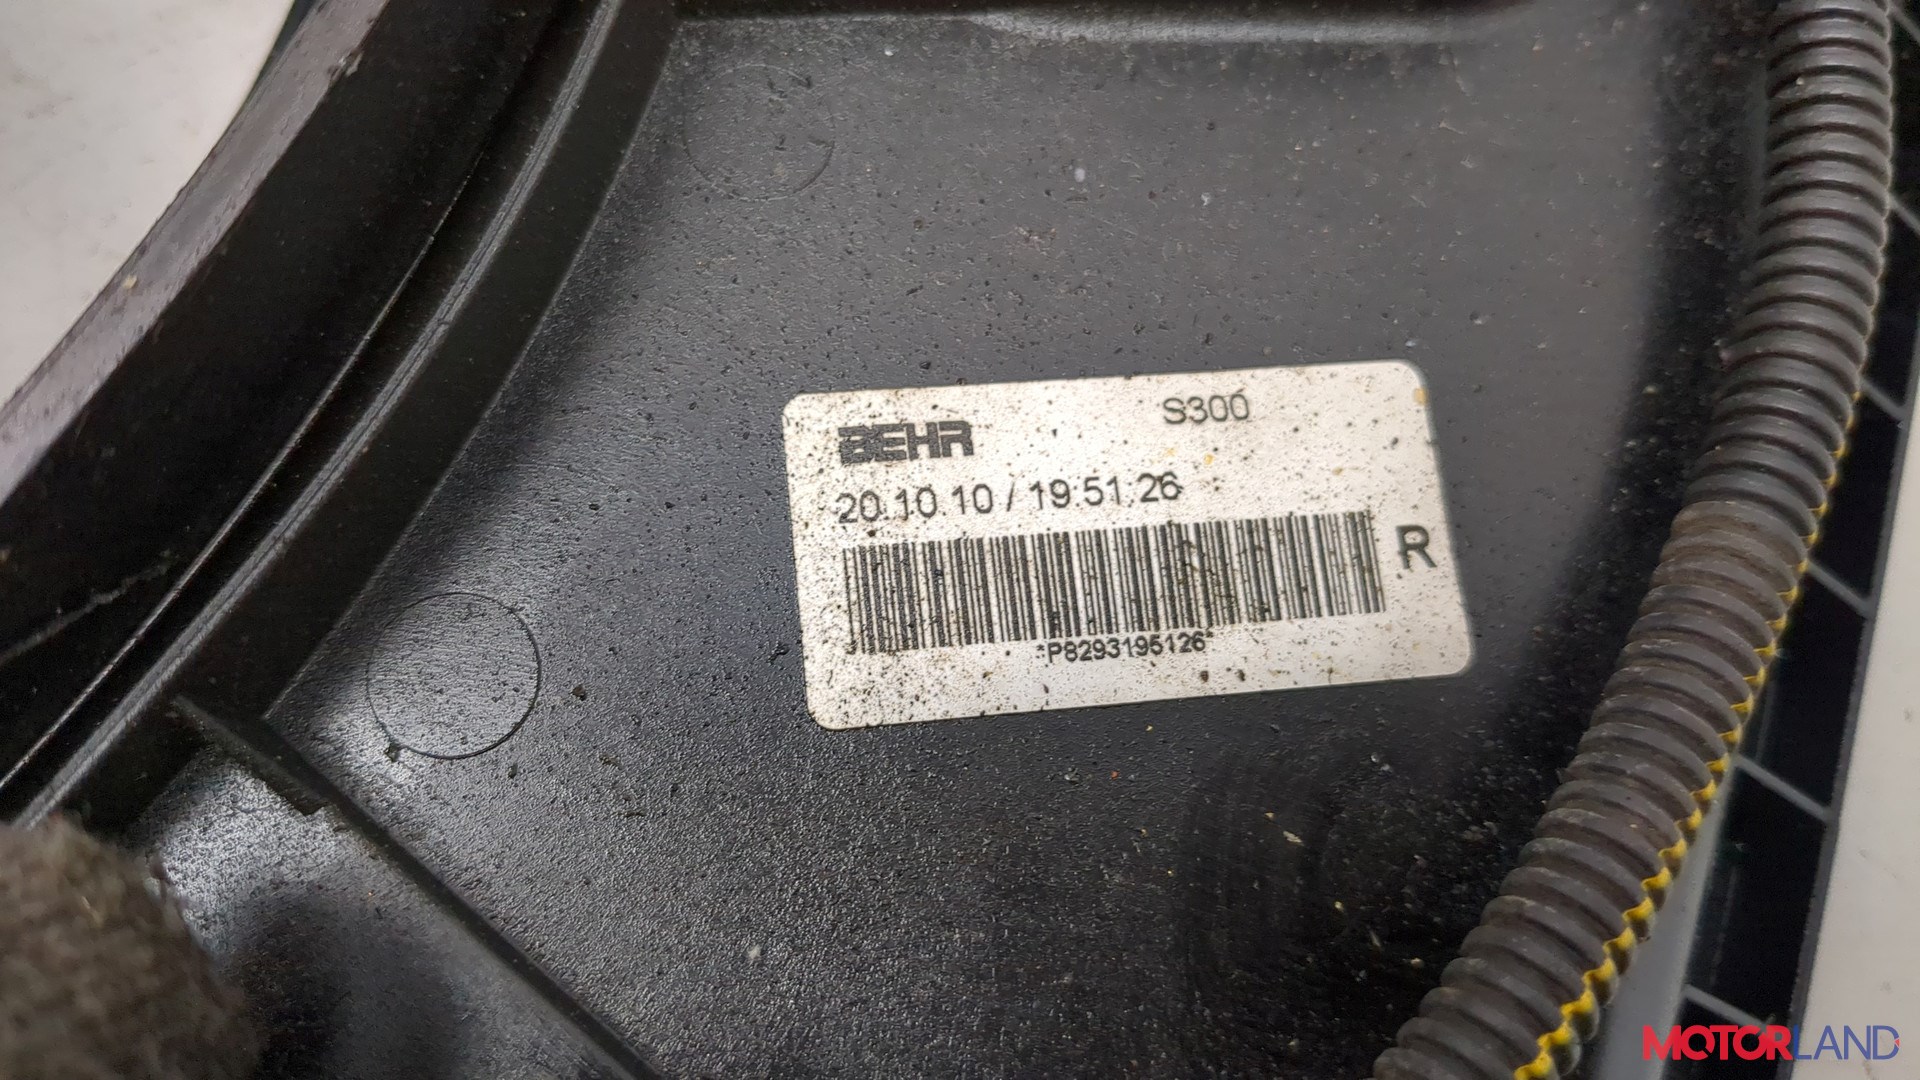 BEHR S300
20.10.10 / 19:51:26
R
*P8293195126*
MOTORLAND